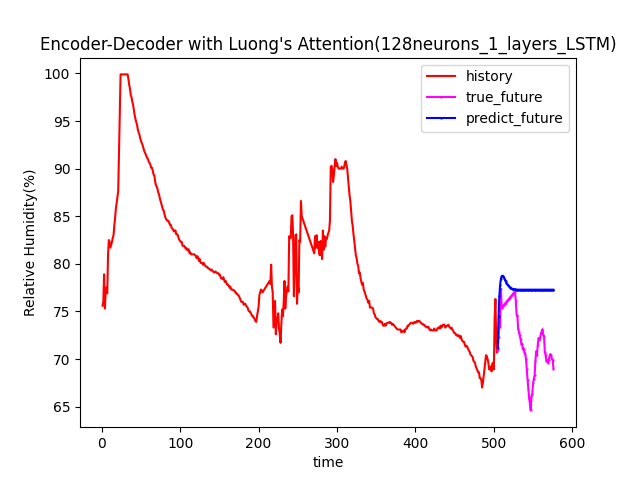 Encoder-Decoder with Luong's Attention(128neurons_1_layers_LSTM)
history
true_future
predict_future
Relative Humidity(%)
100
95
90
85
80
75
70
65
0 100 200 300 400 500 600
time